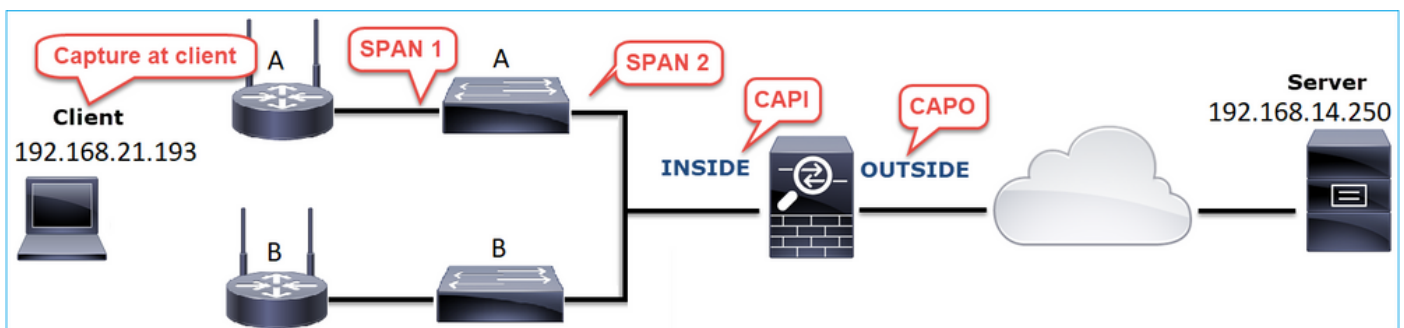 Capture at client
A
SPAN 1
A
SPAN 2
Client
192.168.21.193
CAPI
CAPO
Server
192.168.14.250
INSIDE
OUTSIDE
B
B